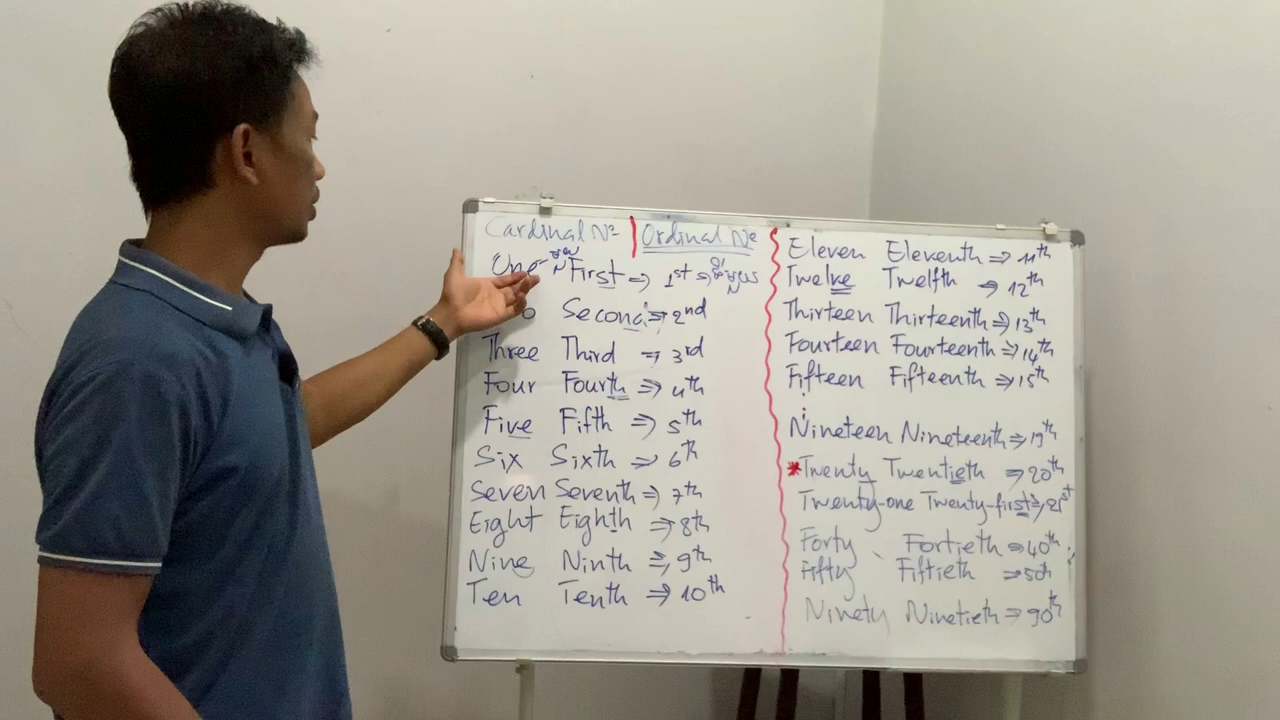 Cardinal Nº | Ordinal Nº
One First ⇒ 1st ⇒
Second ⇒ 2nd
Three Third ⇒ 3rd
Four Fourth ⇒ 4th
Five Fifth ⇒ 5th
Six Sixth ⇒ 6th
Seven Seventh ⇒ 7th
Eight Eighth ⇒ 8th
Nine Ninth ⇒ 9th
Ten Tenth ⇒ 10th
Eleven Eleventh ⇒ 11th
Twelve Twelfth ⇒ 12th
Thirteen Thirteenth ⇒ 13th
Fourteen Fourteenth ⇒ 14th
Fifteen Fifteenth ⇒ 15th
Nineteen Nineteenth ⇒ 19th
*Twenty Twentieth ⇒ 20th
Twenty-one Twenty-first ⇒ 21st
Forty Fortieth ⇒ 40th
Fifty Fiftieth ⇒ 50th
Ninety Ninetieth ⇒ 90th